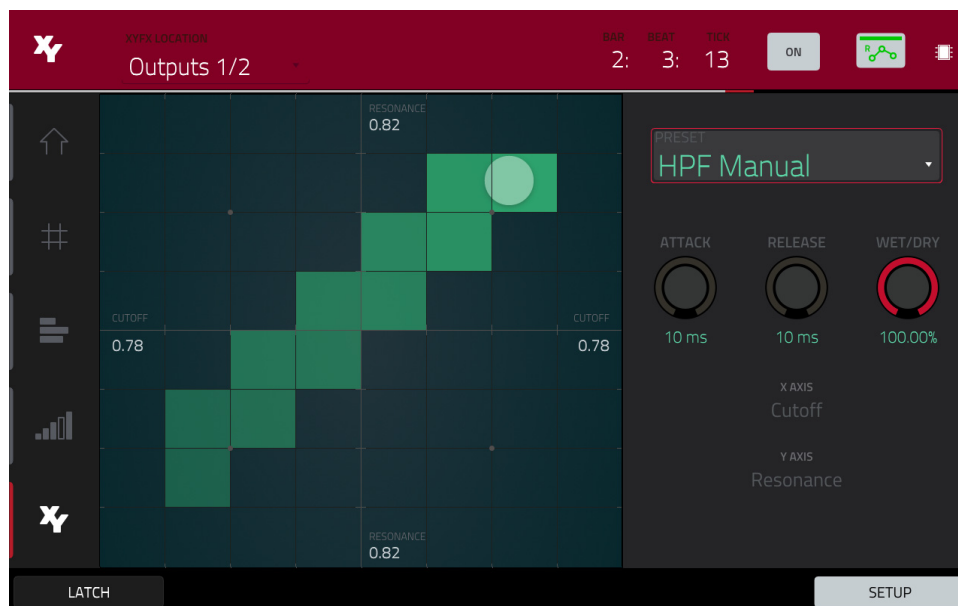 XY
XYFX LOCATION
Outputs 1/2
BAR BEAT TICK
2: 3: 13
ON
R
RESONANCE
0.82
CUTOFF
0.78
CUTOFF
0.78
RESONANCE
0.82
PRESET
HPF Manual
ATTACK RELEASE WET/DRY
10 ms 10 ms 100.00%
X AXIS
Cutoff
Y AXIS
Resonance
XY
LATCH
SETUP